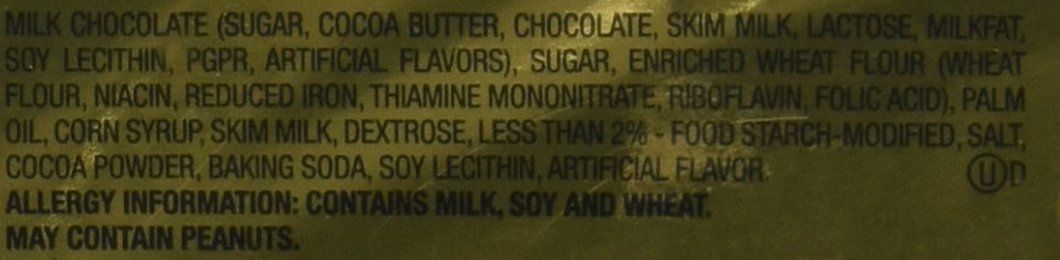 MILK CHOCOLATE (SUGAR, COCOA BUTTER, CHOCOLATE, SKIM MILK, LACTOSE, MILKFAT,
SOY LECITHIN, PGPR, ARTIFICIAL FLAVORS), SUGAR, ENRICHED WHEAT FLOUR (WHEAT
FLOUR, NIACIN, REDUCED IRON, THIAMINE MONONITRATE, RIBOFLAVIN, FOLIC ACID), PALM
OIL, CORN SYRUP, SKIM MILK, DEXTROSE, LESS THAN 2% - FOOD STARCH-MODIFIED, SALT,
COCOA POWDER, BAKING SODA, SOY LECITHIN, ARTIFICIAL FLAVOR. Ⓤ D
ALLERGY INFORMATION: CONTAINS MILK, SOY AND WHEAT.
MAY CONTAIN PEANUTS.